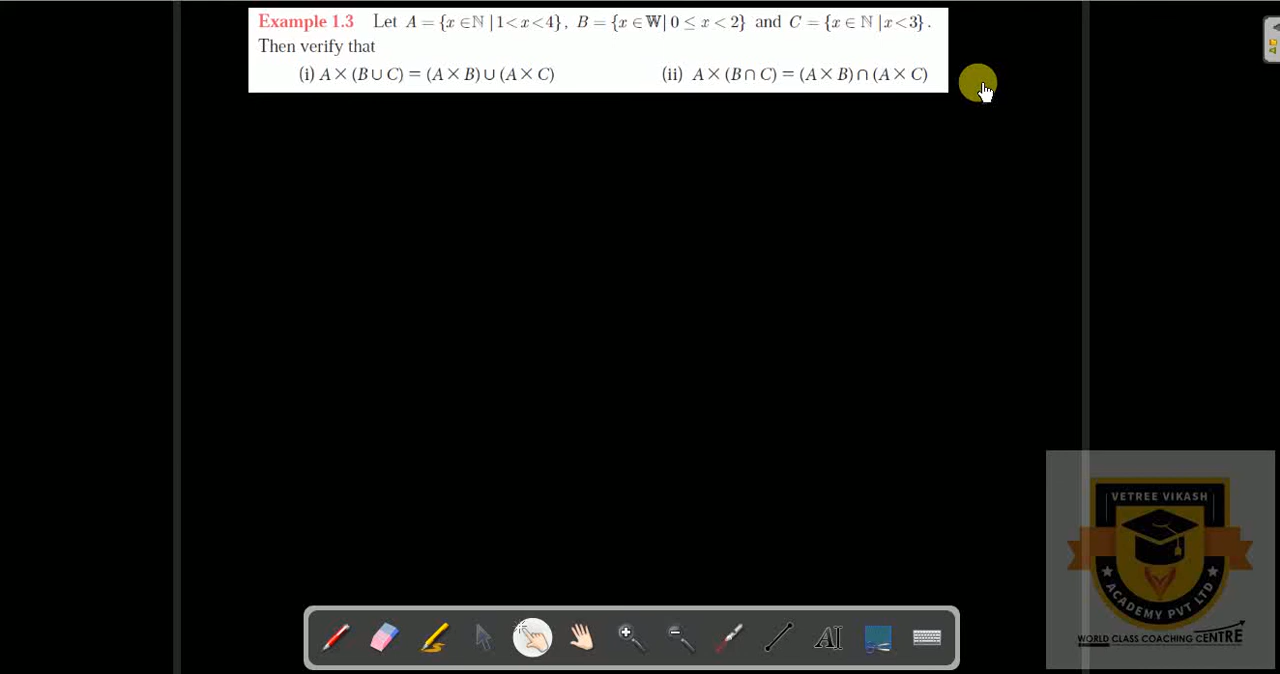 Example 1.3 Let A = {x ∈ ℕ | 1 < x < 4}, B = {x ∈ 𝕎 | 0 ≤ x < 2} and C = {x ∈ ℕ | x < 3}.
Then verify that
(i) A × (B ∪ C) = (A × B) ∪ (A × C) (ii) A × (B ∩ C) = (A × B) ∩ (A × C)
AI
VETREE VIKASH
ACADEMY PVT LTD
WORLD CLASS COACHING CENTRE